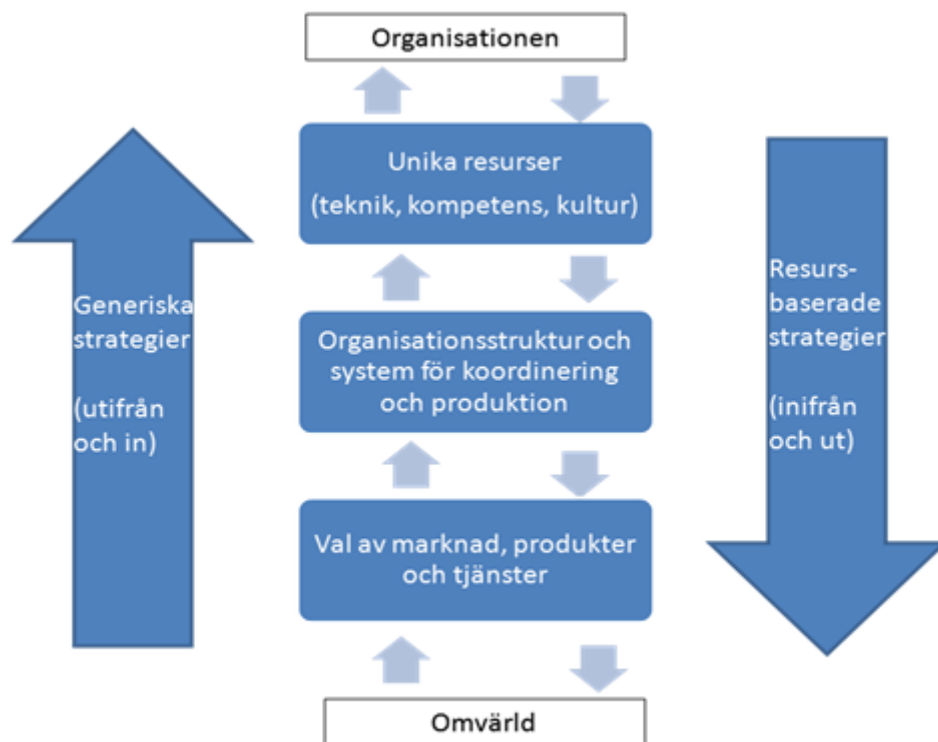 Organisationen
Unika resurser
(teknik, kompetens, kultur)
Generiska
strategier
(utifrån
och in)
Organisationsstruktur och
system för koordinering
och produktion
Resurs-
baserade
strategier
(inifrån
och ut)
Val av marknad, produkter
och tjänster
Omvärld